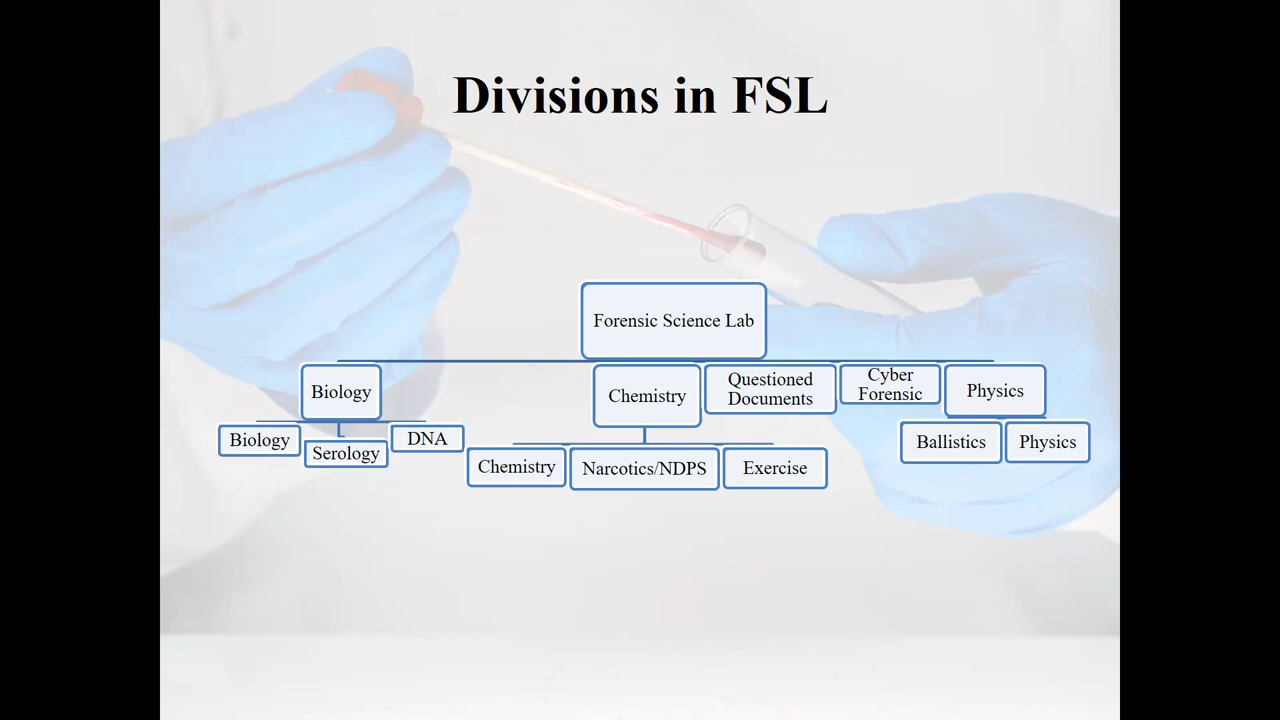 Divisions in FSL
Forensic Science Lab
Biology
Chemistry
Questioned
Documents
Cyber
Forensic
Physics
Biology
Serology
DNA
Chemistry
Narcotics/NDPS
Exercise
Ballistics
Physics